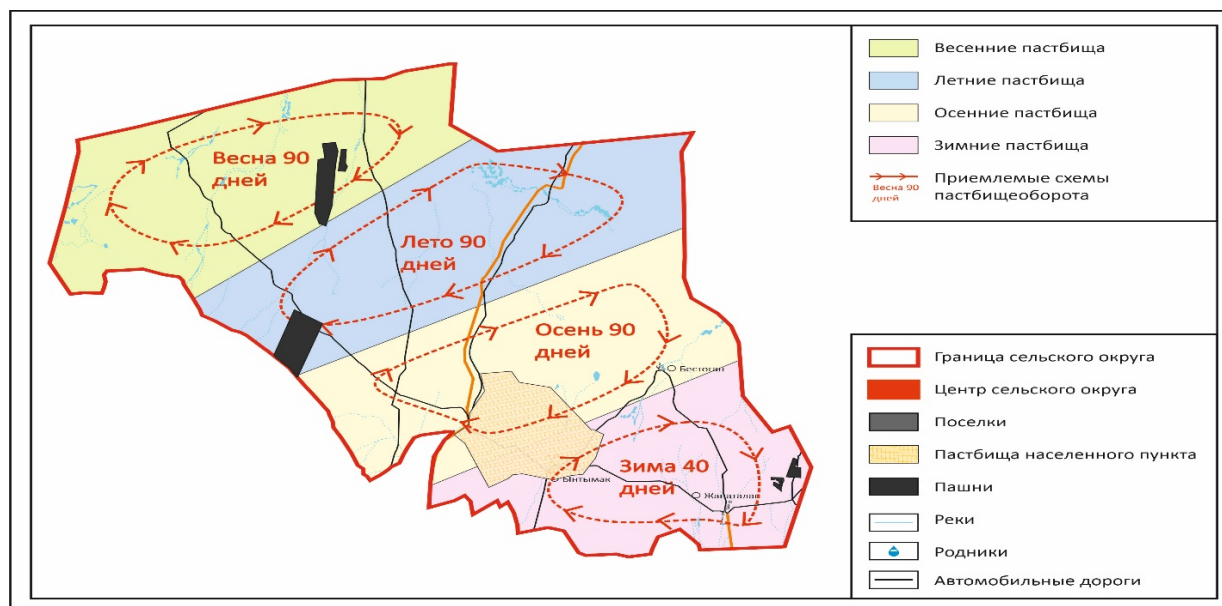 Весна 90
дней
Лето 90
дней
Осень 90
дней
Зима 40
дней
Ынтымак
Весенние пастбища
Летние пастбища
Осенние пастбища
Зимние пастбища
Весна 90
дней
Приемлемые схемы
пастбищеоборота
Граница сельского округа
Центр сельского округа
Поселки
Пастбища населенного пункта
Пашни
Реки
Родники
Автомобильные дороги